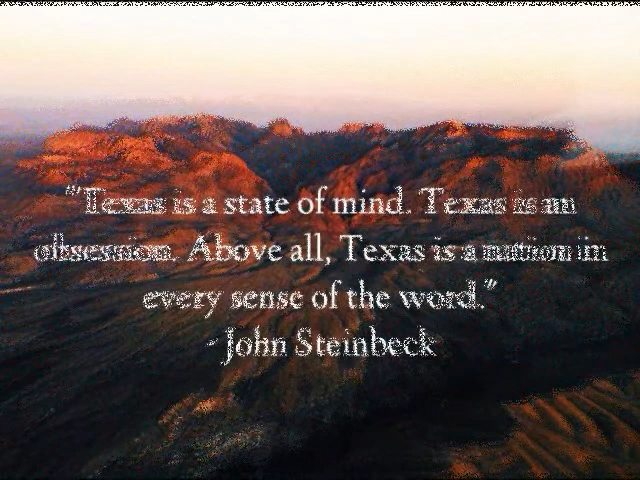 "Texas is a state of mind. Texas is an
obsession. Above all, Texas is a nation in
every sense of the word."
- John Steinbeck